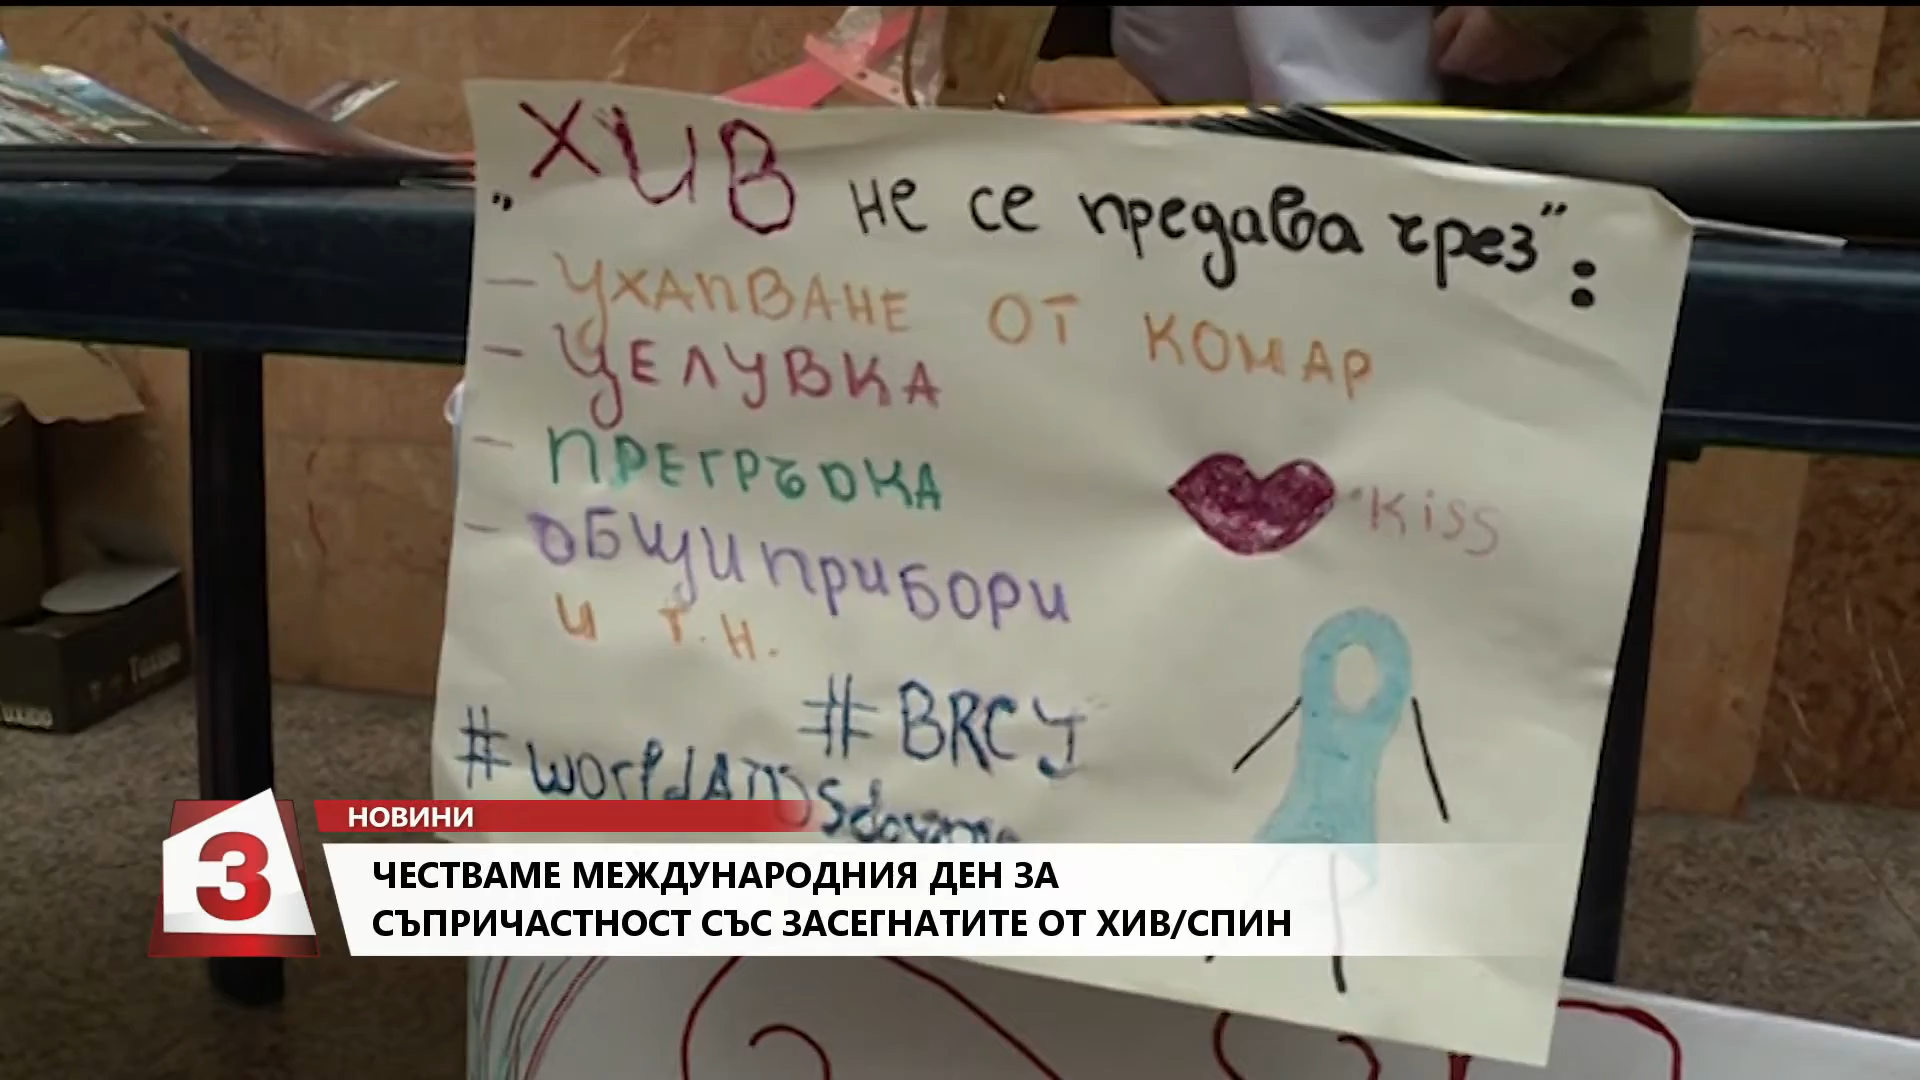 „ХИВ не се предава чрез“:
- УХАПВАНЕ ОТ КОМАР
- ЦЕЛУВКА
- ПРЕГРЪДКА
- ОБЩИ ПРИБОРИ
И Т.Н.
Kiss
#BRCY
3
НОВИНИ
ЧЕСТВАМЕ МЕЖДУНАРОДНИЯ ДЕН ЗА
СЪПРИЧАСТНОСТ СЪС ЗАСЕГНАТИТЕ ОТ ХИВ/СПИН